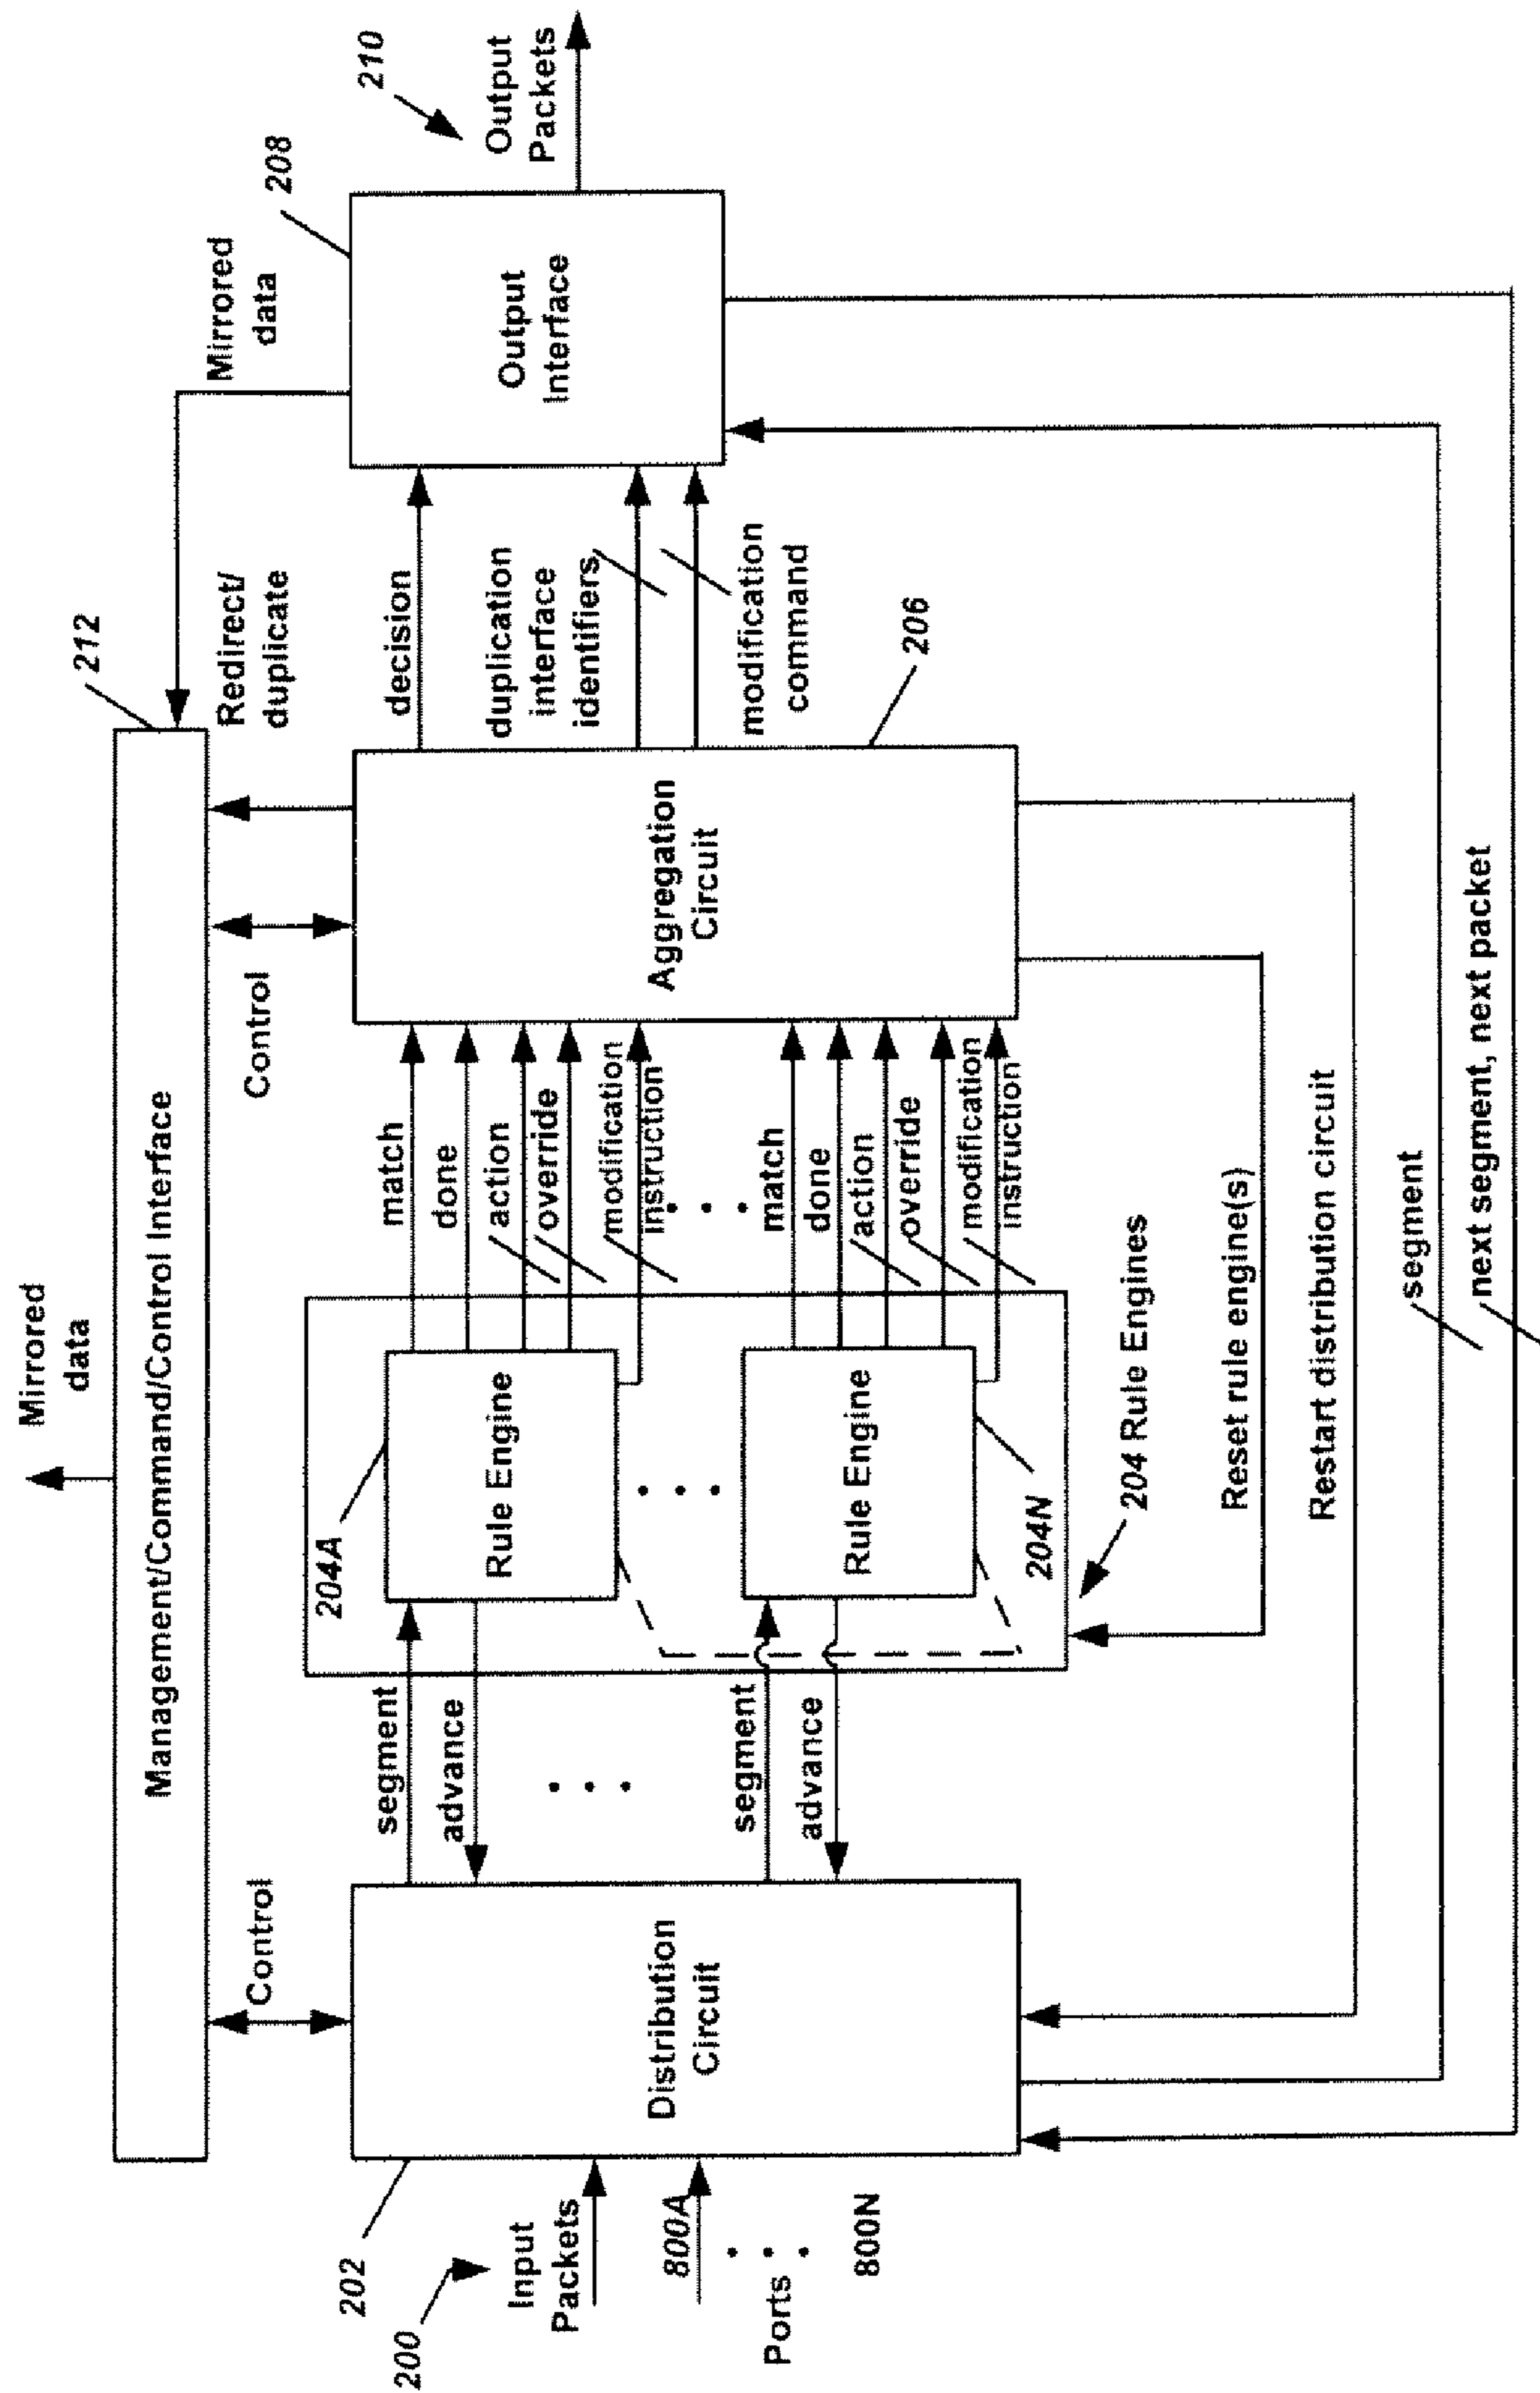 Mirrored
data
Management/Command/Control Interface
212
Mirrored
data
208
210
Output
Packets
Control
Control
Redirect/
duplicate
202
200
Input
Packets
800A
Ports
800N
Distribution
Circuit
segment
advance
segment
advance
204A
Rule Engine
Rule Engine
204N
204 Rule Engines
match
done
action
override
modification
instruction
match
done
action
override
modification
instruction
Aggregation
Circuit
206
decision
duplication
interface
identifiers
modification
command
Output
Interface
Reset rule engine(s)
Restart distribution circuit
segment
next segment, next packet